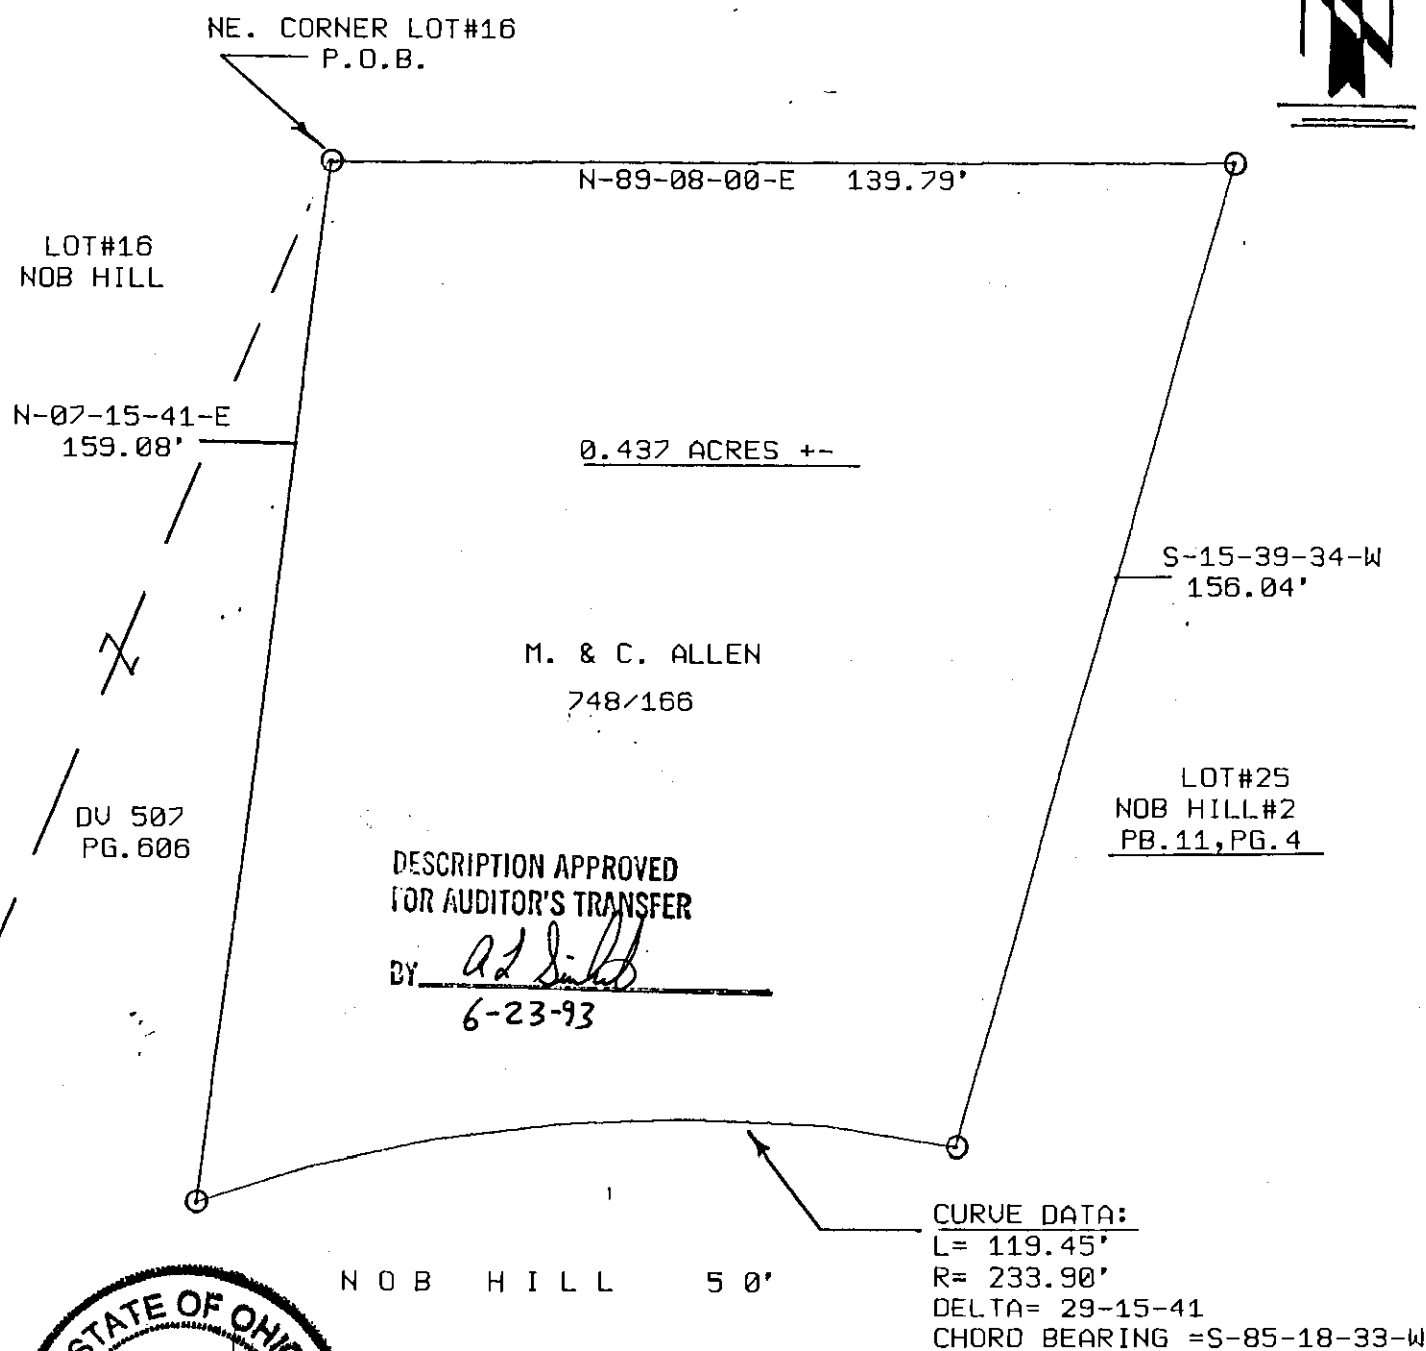 NE. CORNER LOT#16
P.O.B.
N-89-08-00-E 139.79'
LOT#16
NOB HILL
N-07-15-41-E
159.08'
0.437 ACRES +-
S-15-39-34-W
156.04'
M. & C. ALLEN
748/166
LOT#25
NOB HILL#2
PB.11,PG.4
DV 507
PG.606
DESCRIPTION APPROVED
FOR AUDITOR'S TRANSFER
BY
6-23-93
CURVE DATA:
L= 119.45'
R= 233.90'
DELTA= 29-15-41
CHORD BEARING =S-85-18-33-W
NOB HILL 50'
STATE OF OHIO